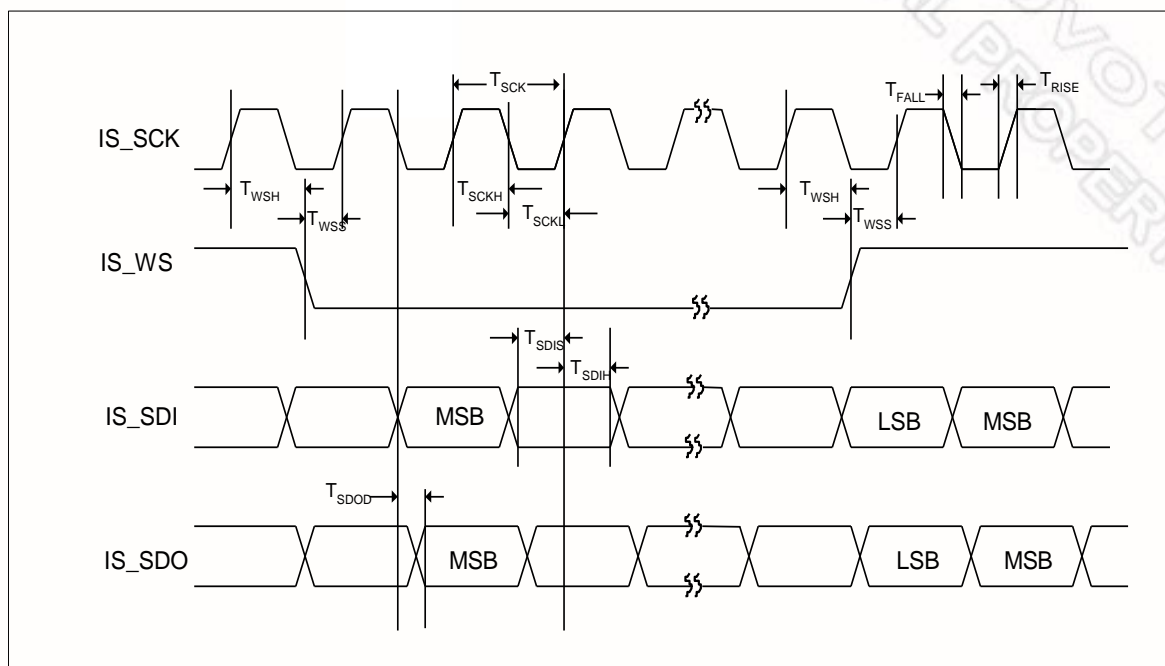 T_SCK
T_FALL T_RISE
IS_SCK
T_WSH T_SCKH T_WSH
T_WSS T_SCKL T_WSS
IS_WS
T_SDIS
T_SDIH
IS_SDI MSB LSB MSB
T_SDOD
IS_SDO MSB LSB MSB